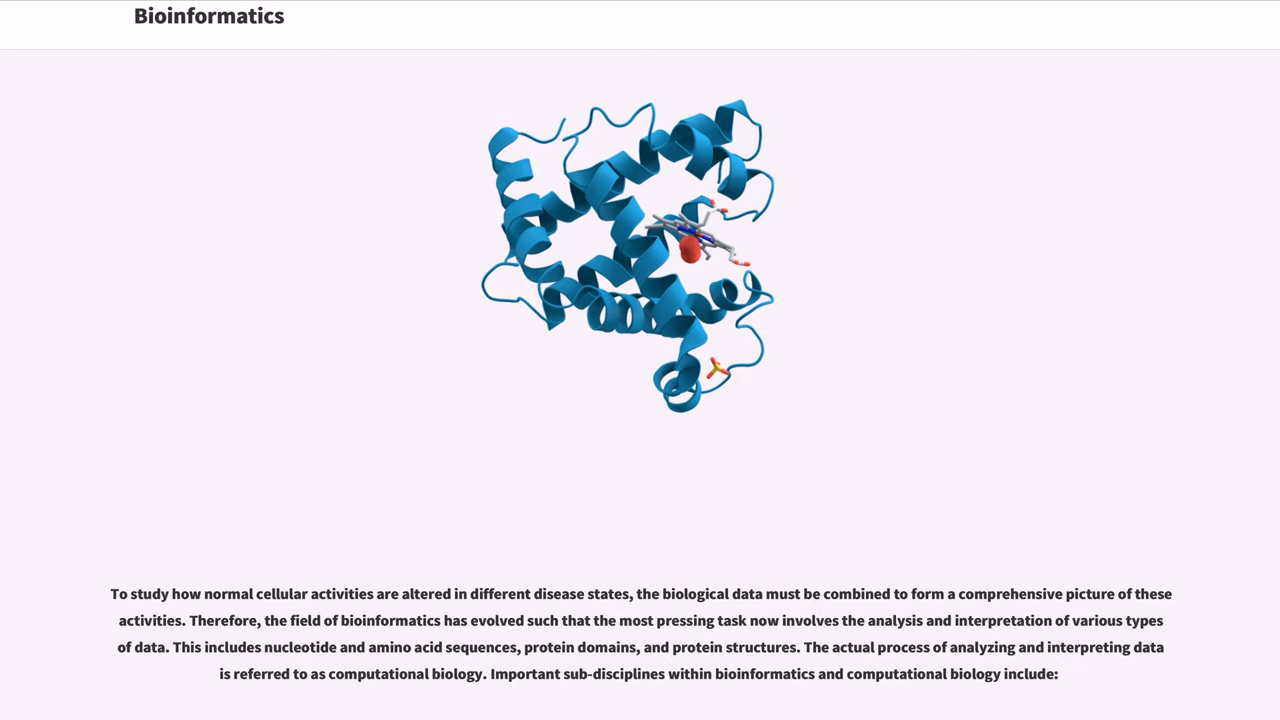 Bioinformatics
To study how normal cellular activities are altered in different disease states, the biological data must be combined to form a comprehensive picture of these
activities. Therefore, the field of bioinformatics has evolved such that the most pressing task now involves the analysis and interpretation of various types
of data. This includes nucleotide and amino acid sequences, protein domains, and protein structures. The actual process of analyzing and interpreting data
is referred to as computational biology. Important sub-disciplines within bioinformatics and computational biology include: